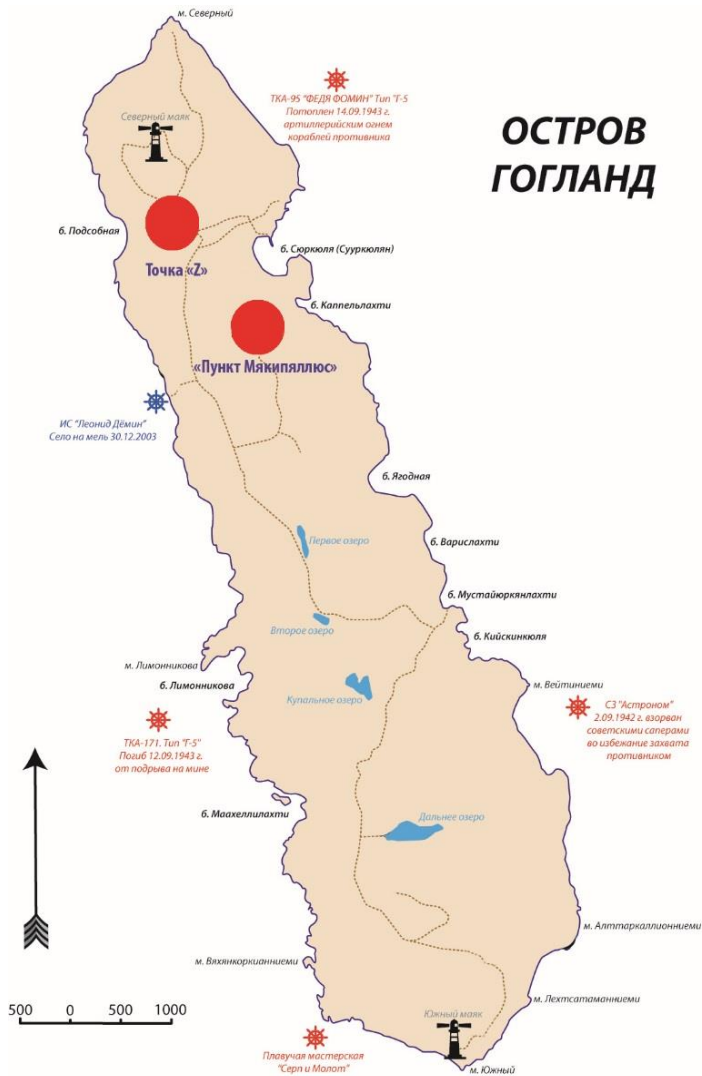 м. Северный
ТКА-95 "ФЕДЯ ФОМИН" Тип "Г-5
Потоплен 14.09.1943 г.
артиллерийским огнем
кораблей противника
ОСТРОВ
ГОГЛАНД
Северный маяк
б. Подсобная
б. Сюркюля (Сууркюлян)
Точка «Z»
б. Каппельлахти
«Пункт Мякипяллюс»
ИС "Леонид Дёмин"
Село на мель 30.12.2003
б. Ягодная
Первое озеро
б. Варислахти
б. Мустайюркянлахти
Второе озеро
б. Кийскинкюля
м. Лимонникова
б. Лимонникова
Купальное озеро
м. Вейтиниеми
СЗ "Астроном"
2.09.1942 г. взорван
советскими саперами
во избежание захвата
противником
ТКА-171. Тип "Г-5"
Погиб 12.09.1943 г.
от подрыва на мине
б. Маахеллилахти
Дальнее озеро
м. Алттаркаллионниеми
м. Вяхянкоркианниеми
м. Лехтсатаманниеми
500 0 500 1000
Южный маяк
Плавучая мастерская
"Серп и Молот"
м. Южный